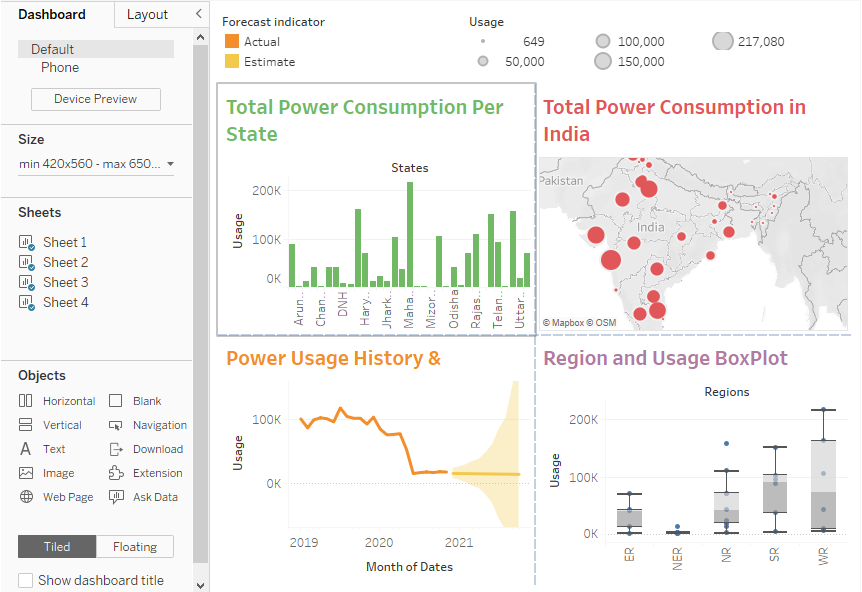 Dashboard
Layout
Default
Phone
Device Preview
Size
min 420x560 - max 650...
Sheets
Sheet 1
Sheet 2
Sheet 3
Sheet 4
Objects
Horizontal
Blank
Vertical
Navigation
Text
Download
Image
Extension
Web Page
Ask Data
Tiled
Floating
Show dashboard title
Forecast indicator
Actual
Estimate
Usage
649
50,000
100,000
150,000
217,080
Total Power Consumption Per
State
States
Usage
200K
100K
0K
Arun..
Chan..
DNH
Hary..
Jhark..
Maha..
Mizor..
Odisha
Rajas..
Telan..
Uttar..
Total Power Consumption in
India
Pakistan
India
© Mapbox © OSM
Power Usage History &
Usage
100K
0K
2019
2020
2021
Month of Dates
Region and Usage BoxPlot
Regions
Usage
200K
100K
0K
ER
NER
NR
SR
WR